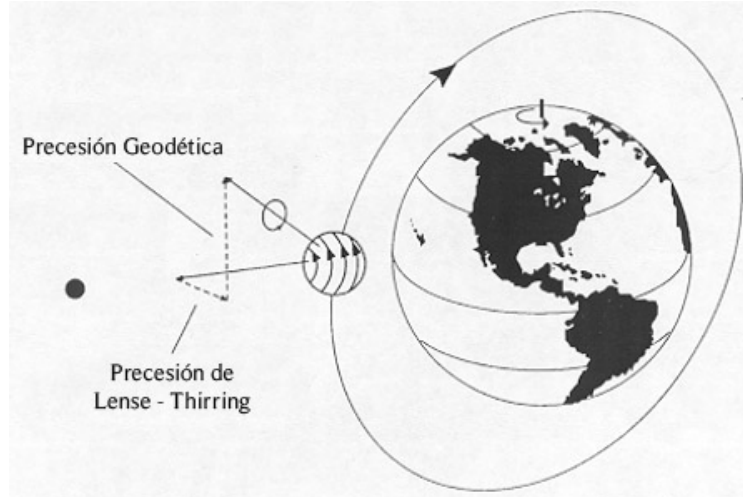 Precesión Geodética
Precesión de
Lense - Thirring